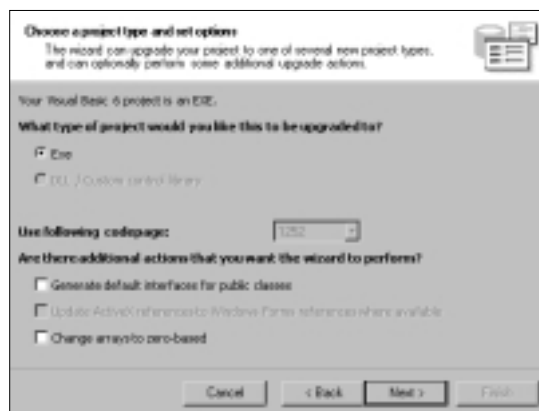 Choose a project type and set options
The wizard can upgrade your project to one of several new project types,
and can optionally perform some additional upgrade actions.
Your Visual Basic 6 project is an EXE.
What type of project would you like this to be upgraded to?
Exe
DLL / Custom control library
Use following codepage:
1252
Are there additional actions that you want the wizard to perform?
Generate default interfaces for public classes
Update ActiveX references to Windows Forms references where available
Change arrays to zero-based
Cancel
< Back
Next >
Finish